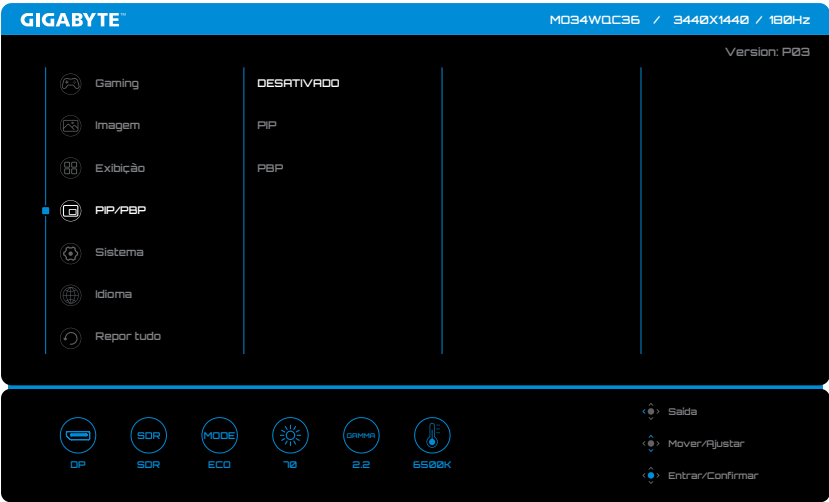 GIGABYTE™
MO34WQC36 / 3440X1440 / 180Hz
Version: P03
Gaming
DESATIVADO
Imagem
PIP
Exibição
PBP
PIP/PBP
Sistema
Idioma
Repor tudo
Saída
Mover/Ajustar
Entrar/Confirmar
SDR
MODE
GAMMA
DP
SDR
ECO
70
2.2
6500K